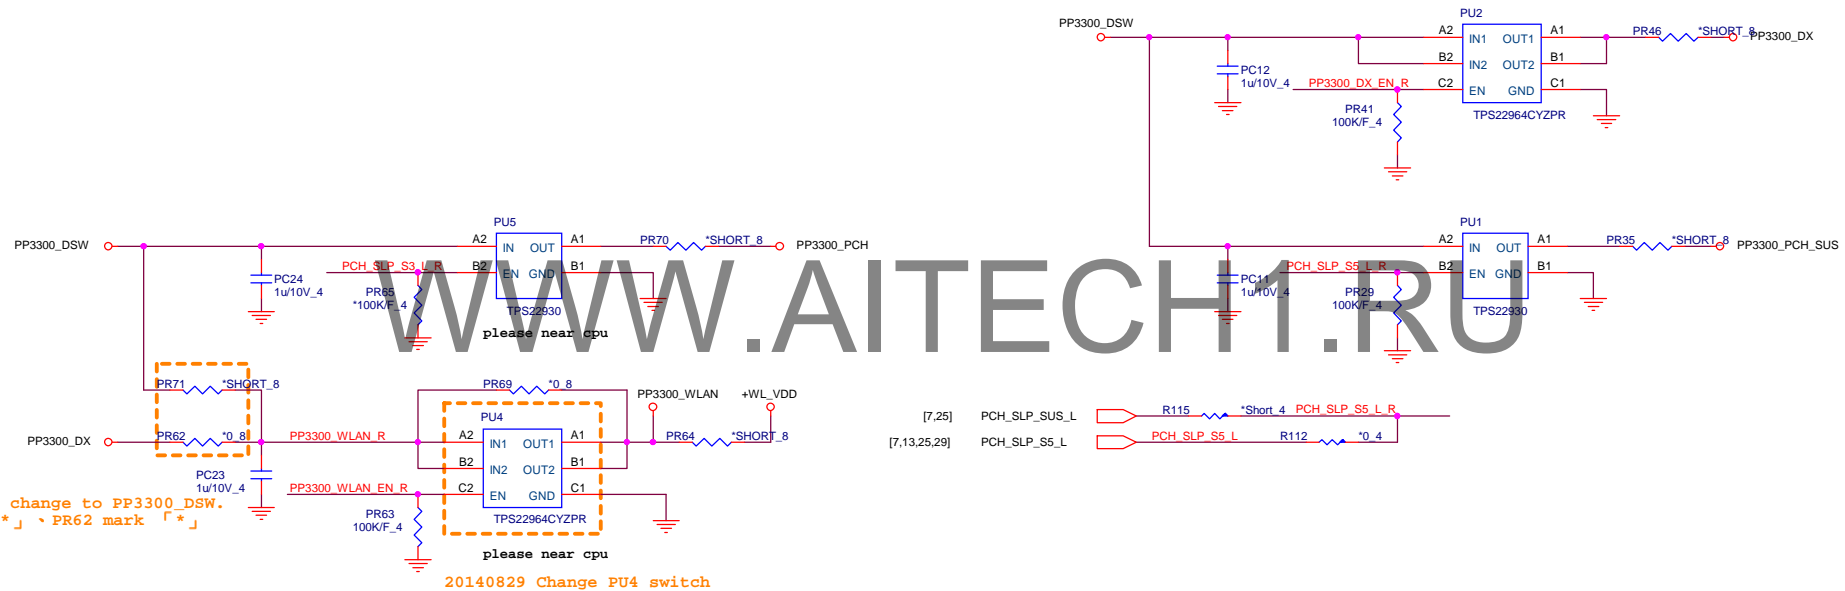 PP3300_DSW
PU2
A2 IN1 OUT1 A1
B2 IN2 OUT2 B1
C2 EN GND C1
TPS22964CYZPR
PR46 *SHORT_8
PP3300_DX
PC12
1u/10V_4
PP3300_DX_EN_R
PR41
100K/F_4
PU5
PP3300_DSW
A2 IN OUT A1
B2 EN GND B1
TPS22930
please near cpu
PR70 *SHORT_8
PP3300_PCH
PC24
1u/10V_4
PCH_SLP_S3_L_R
PR65
*100K/F_4
PU1
A2 IN OUT A1
B2 EN GND B1
TPS22930
PR35 *SHORT_8
PP3300_PCH_SUS
PC11
1u/10V_4
PCH_SLP_S5_L_R
PR29
100K/F_4
WWW.AITECH1.RU
PR71 *SHORT_8
PP3300_DX
PR62 *0_8
PP3300_WLAN_R
PC23
1u/10V_4
PR69 *0_8
PU4
A2 IN1 OUT1 A1
B2 IN2 OUT2 B1
C2 EN GND C1
TPS22964CYZPR
PP3300_WLAN
+WL_VDD
PR64 *SHORT_8
PP3300_WLAN_EN_R
PR63
100K/F_4
please near cpu
20140829 Change PU4 switch
change to PP3300_DSW.
*」、PR62 mark 「*」
[7,25] PCH_SLP_SUS_L R115 *Short_4 PCH_SLP_S5_L_R
[7,13,25,29] PCH_SLP_S5_L PCH_SLP_S5_L R112 *0_4